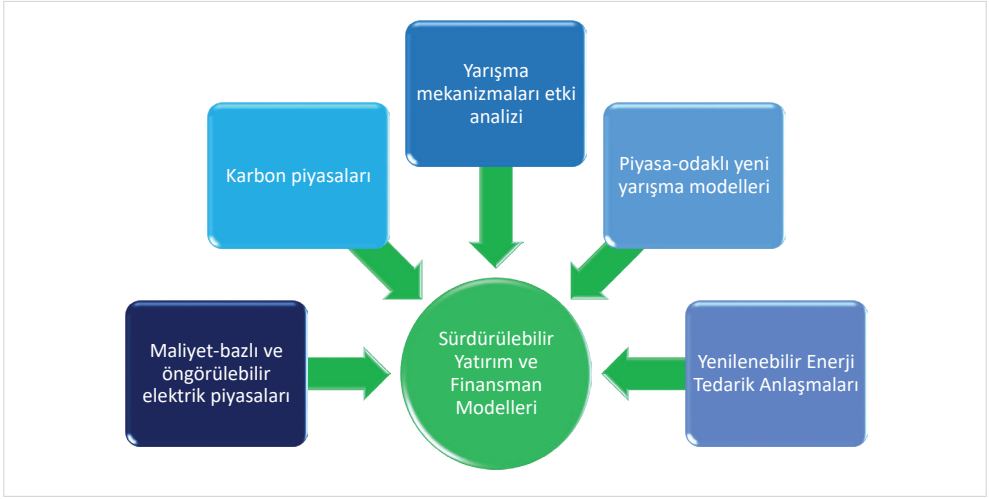 Yarışma
mekanizmaları etki
analizi
Karbon piyasaları
Piyasa-odaklı yeni
yarışma modelleri
Maliyet-bazlı ve
öngörülebilir
elektrik piyasaları
Sürdürülebilir
Yatırım ve
Finansman
Modelleri
Yenilenebilir Enerji
Tedarik Anlaşmaları